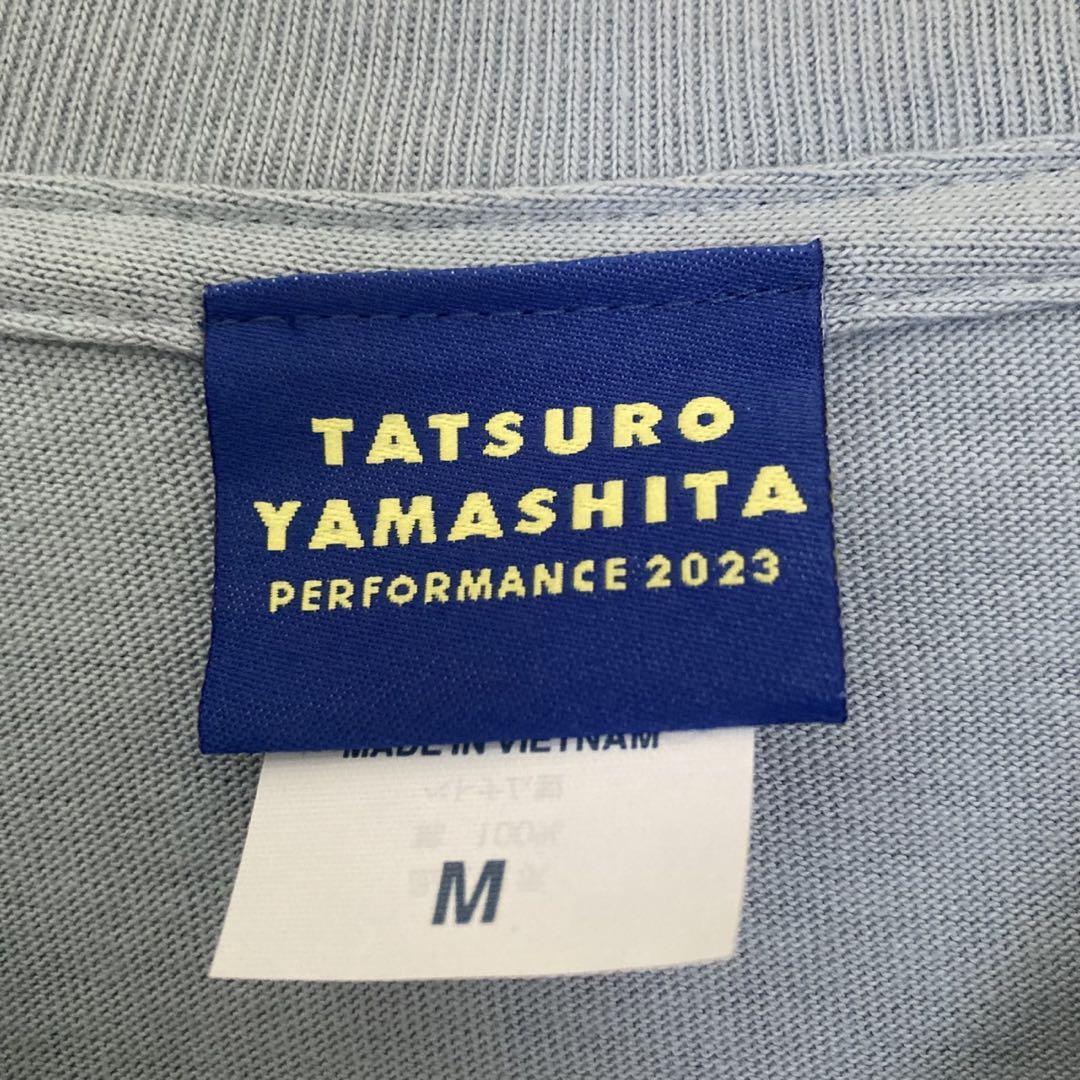 TATSURO
YAMASHITA
PERFORMANCE 2023
MADE IN VIETNAM
M